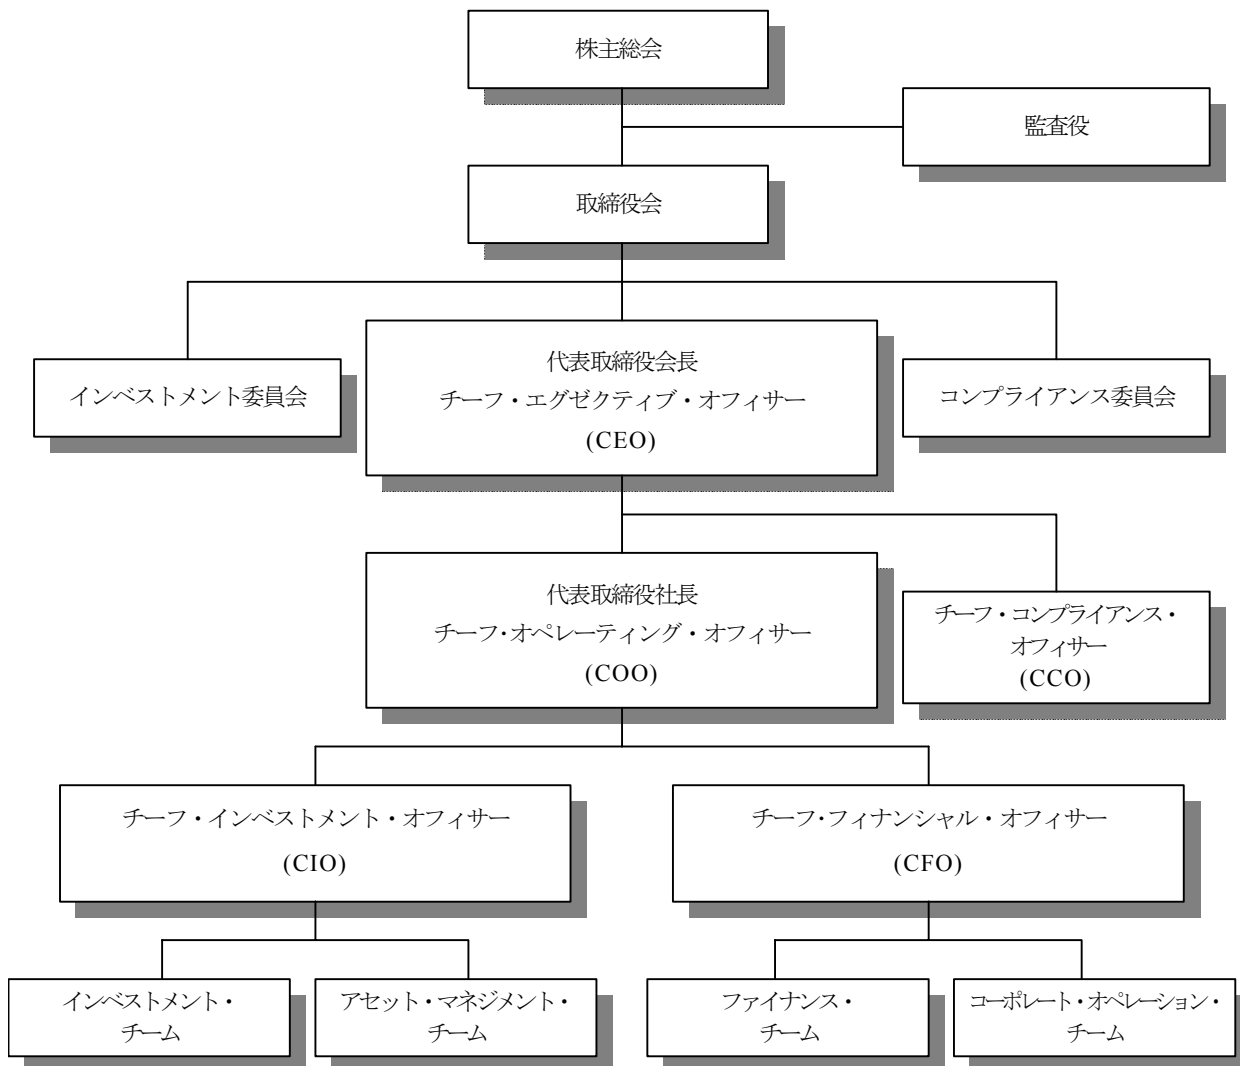 株主総会
監査役
取締役会
インベストメント委員会
代表取締役会長
チーフ・エグゼクティブ・オフィサー
(CEO)
コンプライアンス委員会
代表取締役社長
チーフ・オペレーティング・オフィサー
(COO)
チーフ・コンプライアンス・
オフィサー
(CCO)
チーフ・インベストメント・オフィサー
(CIO)
チーフ・フィナンシャル・オフィサー
(CFO)
インベストメント・
チーム
アセット・マネジメント・
チーム
ファイナンス・
チーム
コーポレート・オペレーション・
チーム